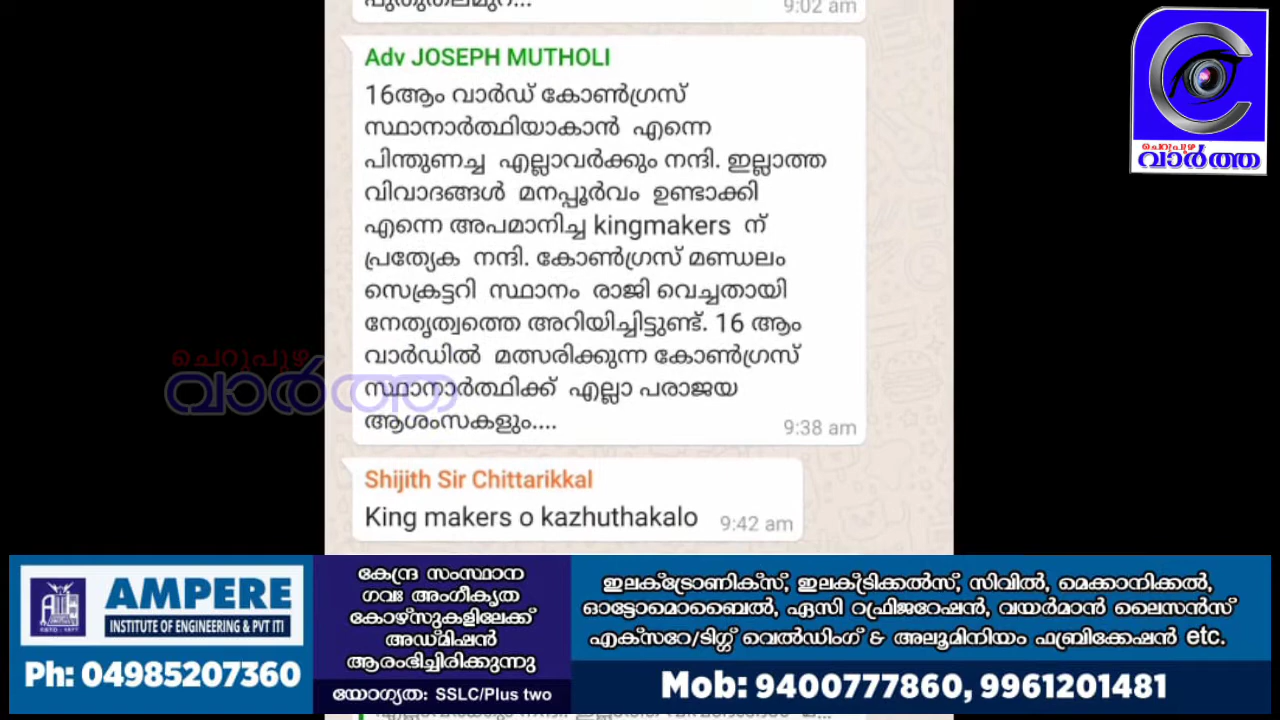 പുതുതലമുറ...
9:02 am
Adv JOSEPH MUTHOLI
16ആം വാർഡ് കോൺഗ്രസ്
സ്ഥാനാർത്ഥിയാകാൻ എന്നെ
പിന്തുണച്ച എല്ലാവർക്കും നന്ദി. ഇല്ലാത്ത
വിവാദങ്ങൾ മനപ്പൂർവം ഉണ്ടാക്കി
എന്നെ അപമാനിച്ച kingmakers ന്
പ്രത്യേക നന്ദി. കോൺഗ്രസ് മണ്ഡലം
സെക്രട്ടറി സ്ഥാനം രാജി വെച്ചതായി
നേതൃത്വത്തെ അറിയിച്ചിട്ടുണ്ട്. 16 ആം
വാർഡിൽ മത്സരിക്കുന്ന കോൺഗ്രസ്
സ്ഥാനാർത്ഥിക്ക് എല്ലാ പരാജയ
ആശംസകളും....
9:38 am
Shijith Sir Chittarikkal
King makers o kazhuthakalo
9:42 am
ചെറുപുഴ
വാർത്ത
ചെറുപുഴ
വാർത്ത
AMPERE
INSTITUTE OF ENGINEERING & PVT ITI
Ph: 04985207360
കേന്ദ്ര സംസ്ഥാന
ഗവഃ അംഗീകൃത
കോഴ്സുകളിലേക്ക്
അഡ്മിഷൻ
ആരംഭിച്ചിരിക്കുന്നു
യോഗ്യത: SSLC/Plus two
ഇലക്ട്രോണിക്സ്, ഇലക്ട്രിക്കൽസ്, സിവിൽ, മെക്കാനിക്കൽ,
ഓട്ടോമൊബൈൽ, ഏസി റഫ്രിജറേഷൻ, വയർമാൻ ലൈസൻസ്
എക്സറേ/ടിഗ്ഗ് വെൽഡിംഗ് & അലൂമിനിയം ഫബ്രിക്കേഷൻ etc.
Mob: 9400777860, 9961201481